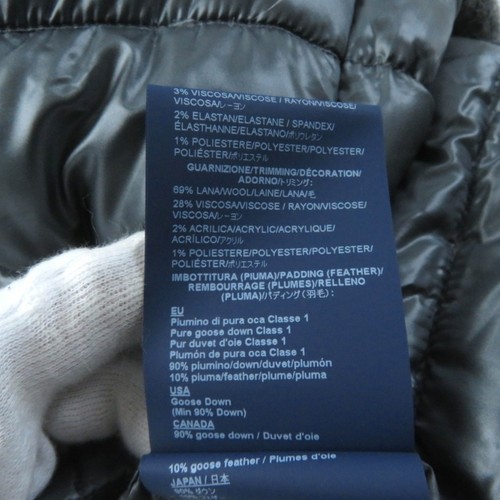 3% VISCOSA/VISCOSE / RAYON/VISCOSE/
VISCOSA/レーヨン
2% ELASTAN/ELASTANE / SPANDEX/
ÉLASTHANNE/ELASTANO/ポリウレタン
1% POLIESTERE/POLYESTER/POLYESTER/
POLIÉSTER/ポリエステル
GUARNIZIONE/TRIMMING/DÉCORATION/
ADORNO/トリミング:
69% LANA/WOOL/LAINE/LANA/毛
28% VISCOSA/VISCOSE / RAYON/VISCOSE/
VISCOSA/レーヨン
2% ACRILICA/ACRYLIC/ACRYLIQUE/
ACRÍLICO/アクリル
1% POLIESTERE/POLYESTER/POLYESTER/
POLIÉSTER/ポリエステル
IMBOTTITURA (PIUMA)/PADDING (FEATHER)/
REMBOURRAGE (PLUMES)/RELLENO
(PLUMA)/パディング (羽毛):
EU
Piumino di pura oca Classe 1
Pure goose down Class 1
Pur duvet d'oie Classe 1
Plumón de pura oca Clase 1
90% piumino/down/duvet/plumón
10% piuma/feather/plume/pluma
USA
Goose Down
(Min 90% Down)
CANADA
90% goose down / Duvet d'oie
10% goose feather / Plumes d'oie
JAPAN / 日本